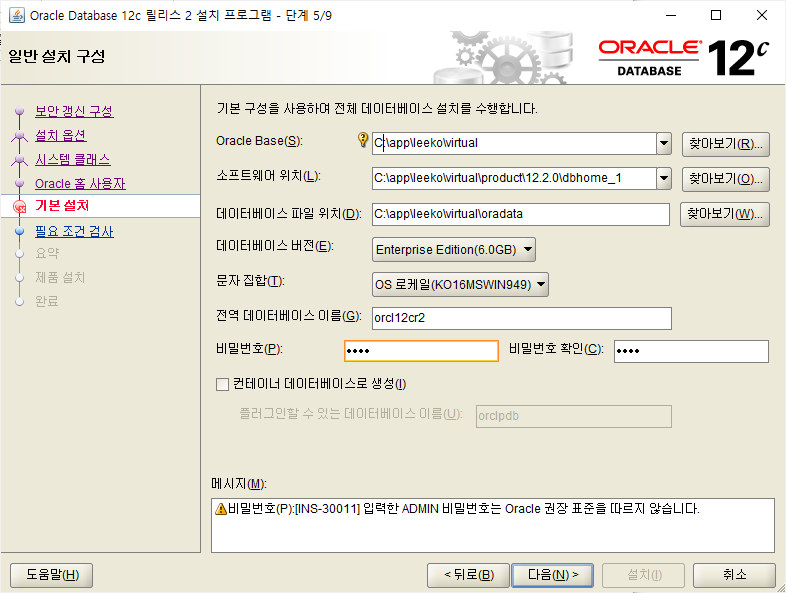 Oracle Database 12c 릴리스 2 설치 프로그램 - 단계 5/9
일반 설치 구성
ORACLE® DATABASE 12c
보안 갱신 구성
설치 옵션
시스템 클래스
Oracle 홈 사용자
기본 설치
필요 조건 검사
요약
제품 설치
완료
기본 구성을 사용하여 전체 데이터베이스 설치를 수행합니다.
Oracle Base(S): C:\app\leeko\virtual 찾아보기(R)...
소프트웨어 위치(L): C:\app\leeko\virtual\product\12.2.0\dbhome_1 찾아보기(O)...
데이터베이스 파일 위치(D): C:\app\leeko\virtual\oradata 찾아보기(W)...
데이터베이스 버전(E): Enterprise Edition(6.0GB)
문자 집합(T): OS 로케일(KO16MSWIN949)
전역 데이터베이스 이름(G): orcl12cr2
비밀번호(P): •••• 비밀번호 확인(C): ••••
컨테이너 데이터베이스로 생성(I)
플러그인할 수 있는 데이터베이스 이름(U): orclpdb
메시지(M):
비밀번호(P):[INS-30011] 입력한 ADMIN 비밀번호는 Oracle 권장 표준을 따르지 않습니다.
도움말(H) < 뒤로(B) 다음(N) > 설치(I) 취소